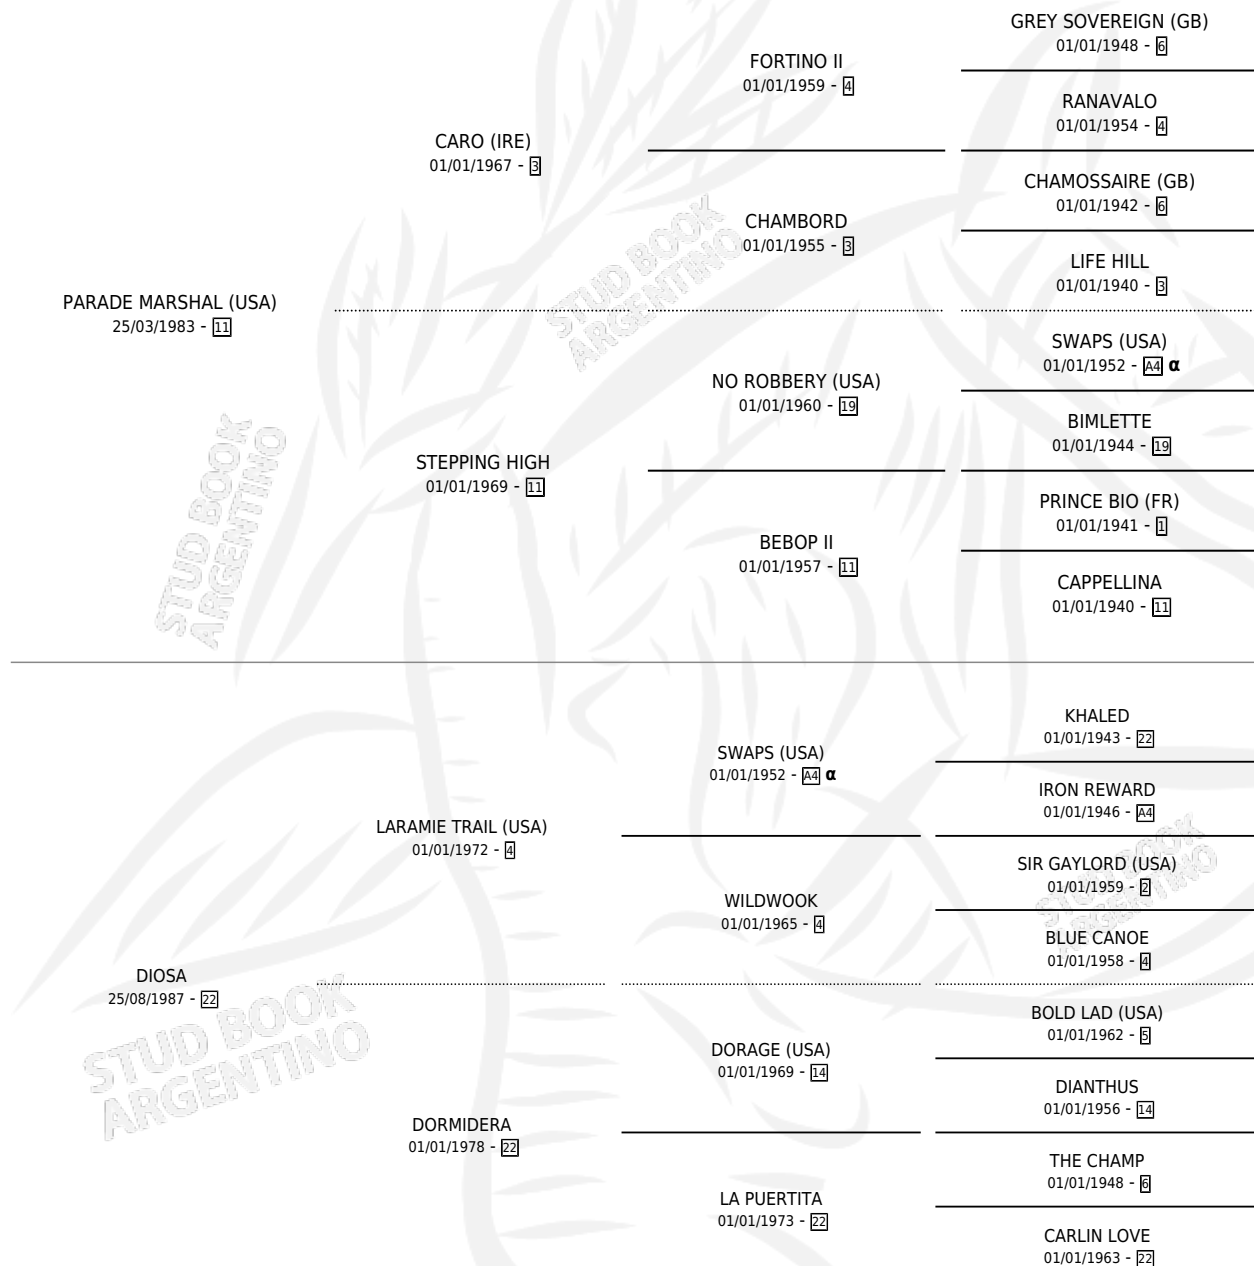 GREY SOVEREIGN (GB)
01/01/1948 - 6
FORTINO II
01/01/1959 - 4
RANAVALO
01/01/1954 - 4
CARO (IRE)
01/01/1967 - 3
CHAMOSSAIRE (GB)
01/01/1942 - 6
CHAMBORD
01/01/1955 - 3
LIFE HILL
01/01/1940 - 3
PARADE MARSHAL (USA)
25/03/1983 - 11
SWAPS (USA)
01/01/1952 - A4 α
NO ROBBERY (USA)
01/01/1960 - 19
BIMLETTE
01/01/1944 - 19
STEPPING HIGH
01/01/1969 - 11
PRINCE BIO (FR)
01/01/1941 - 1
BEBOP II
01/01/1957 - 11
CAPPELLINA
01/01/1940 - 11
KHALED
01/01/1943 - 22
SWAPS (USA)
01/01/1952 - A4 α
IRON REWARD
01/01/1946 - A4
LARAMIE TRAIL (USA)
01/01/1972 - 4
SIR GAYLORD (USA)
01/01/1959 - 2
WILDWOOK
01/01/1965 - 4
BLUE CANOE
01/01/1958 - 4
DIOSA
25/08/1987 - 22
BOLD LAD (USA)
01/01/1962 - 5
DORAGE (USA)
01/01/1969 - 14
DIANTHUS
01/01/1956 - 14
DORMIDERA
01/01/1978 - 22
THE CHAMP
01/01/1948 - 6
LA PUERTITA
01/01/1973 - 22
CARLIN LOVE
01/01/1963 - 22
STUD BOOK
ARGENTINO
STUD BOOK
ARGENTINO
STUD BOOK
ARGENTINO
STUD BOOK
ARGENTINO